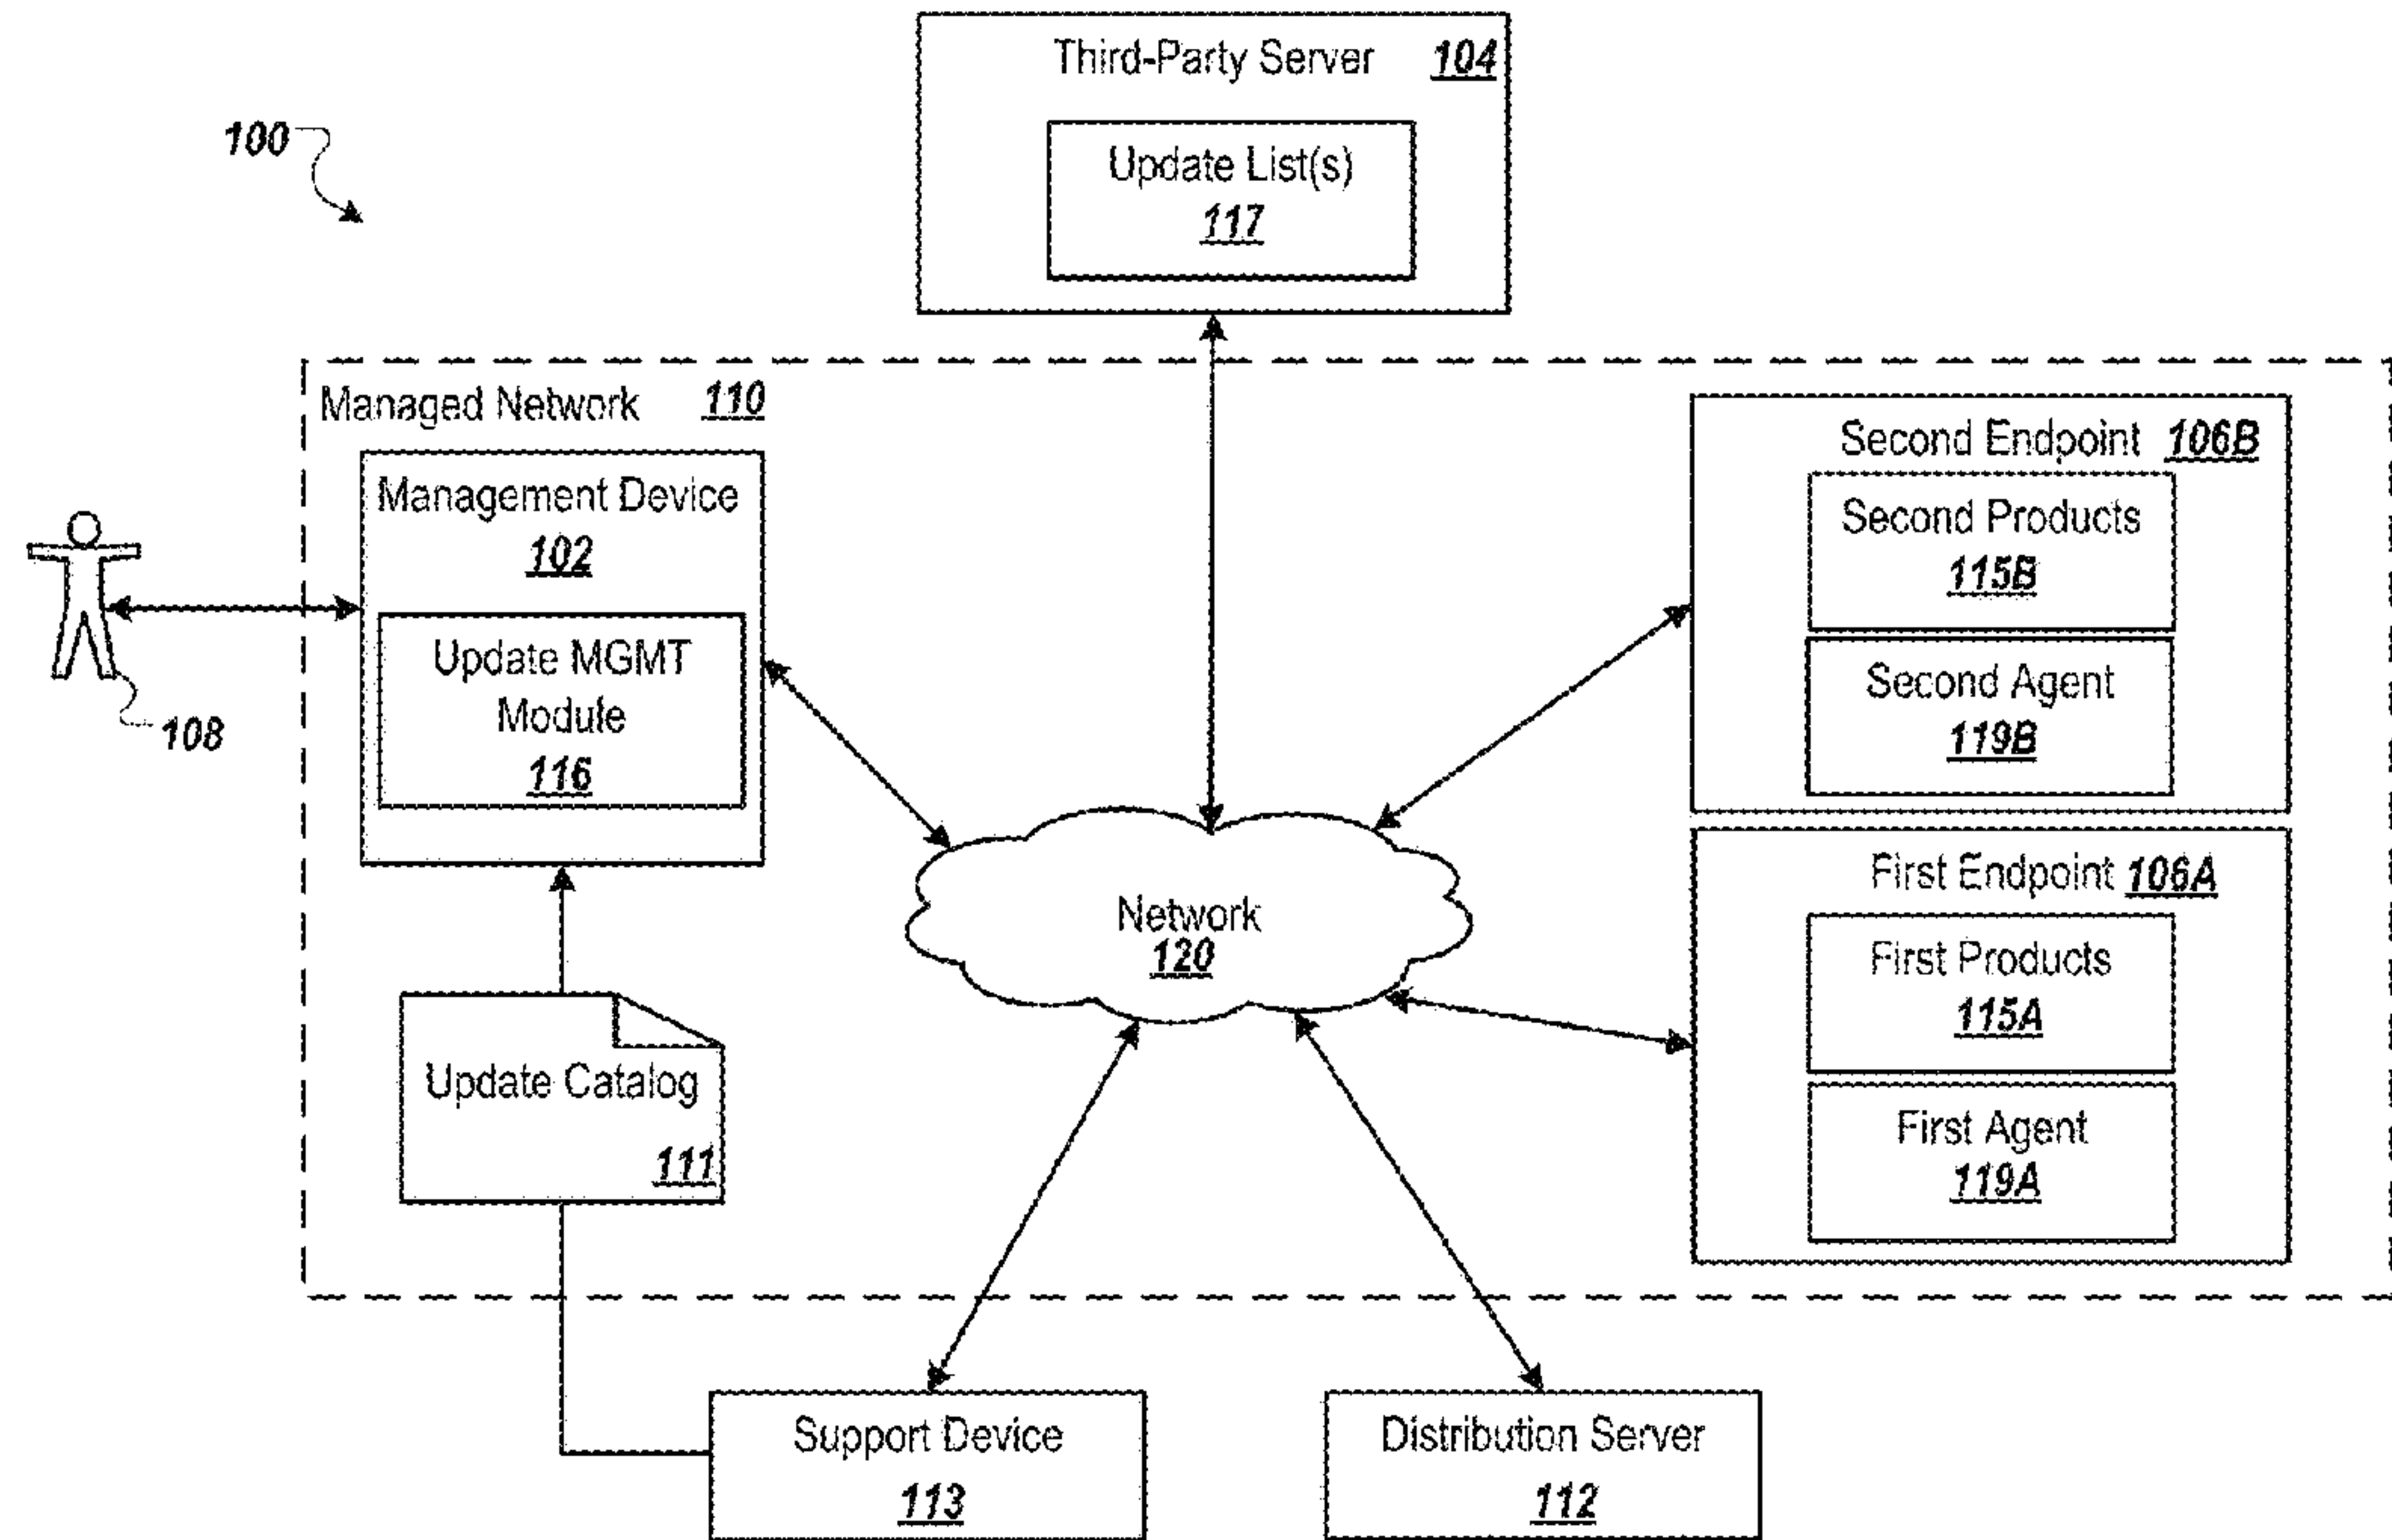 Third-Party Server 104
Update List(s)
117
100
Managed Network 110
Management Device
102
Update MGMT
Module
116
108
Second Endpoint 106B
Second Products
115B
Second Agent
119B
Network
120
First Endpoint 106A
First Products
115A
First Agent
119A
Update Catalog
111
Support Device
113
Distribution Server
112